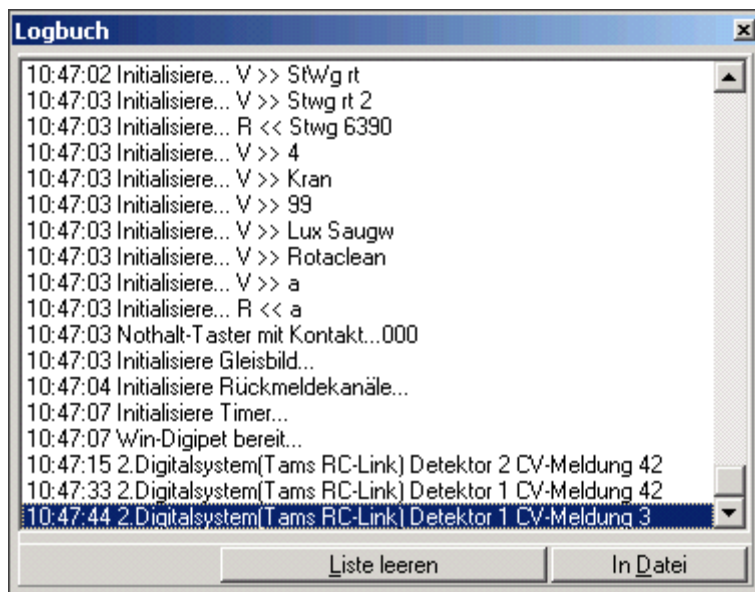 Logbuch
10:47:02 Initialisiere... V >> StWg rt
10:47:03 Initialisiere... V >> Stwg rt 2
10:47:03 Initialisiere... R << Stwg 6390
10:47:03 Initialisiere... V >> 4
10:47:03 Initialisiere... V >> Kran
10:47:03 Initialisiere... V >> 99
10:47:03 Initialisiere... V >> Lux Saugw
10:47:03 Initialisiere... V >> Rotaclean
10:47:03 Initialisiere... V >> a
10:47:03 Initialisiere... R << a
10:47:03 Nothalt-Taster mit Kontakt...000
10:47:03 Initialisiere Gleisbild...
10:47:04 Initialisiere Rückmeldekanäle...
10:47:07 Initialisiere Timer...
10:47:07 Win-Digipet bereit...
10:47:15 2.Digitalsystem(Tams RC-Link) Detektor 2 CV-Meldung 42
10:47:33 2.Digitalsystem(Tams RC-Link) Detektor 1 CV-Meldung 42
10:47:44 2.Digitalsystem(Tams RC-Link) Detektor 1 CV-Meldung 3
Liste leeren
In Datei